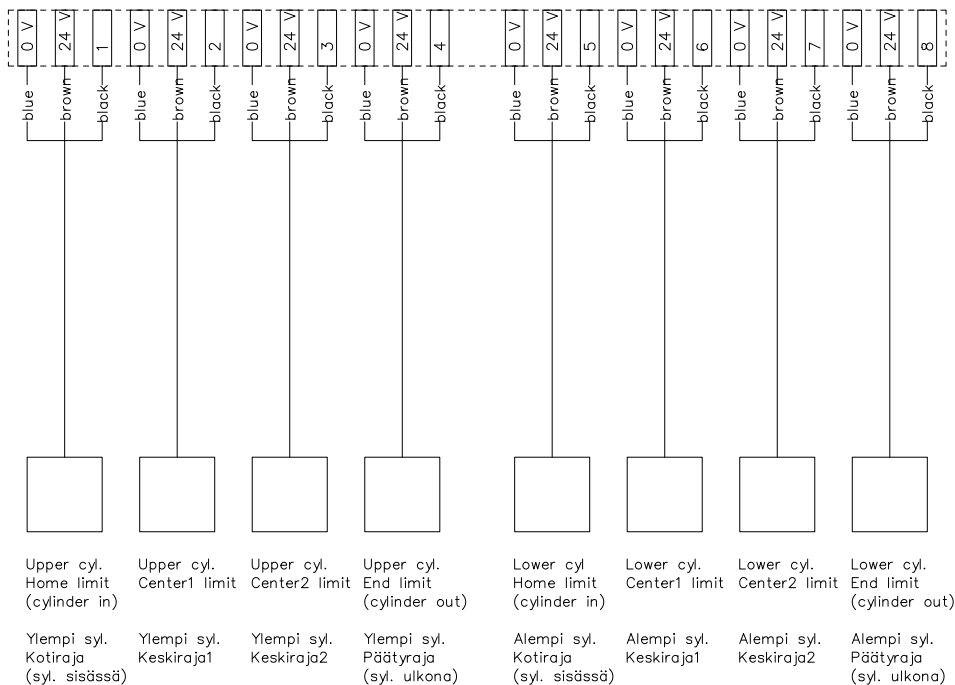 0 V 24 V 1 0 V 24 V 2 0 V 24 V 3 0 V 24 V 4 0 V 24 V 5 0 V 24 V 6 0 V 24 V 7 0 V 24 V 8
blue brown black blue brown black blue brown black blue brown black blue brown black blue brown black blue brown black blue brown black
Upper cyl.
Home limit
(cylinder in)
Ylempi syl.
Kotiraja
(syl. sisässä)
Upper cyl.
Center1 limit
Ylempi syl.
Keskiraja1
Upper cyl.
Center2 limit
Ylempi syl.
Keskiraja2
Upper cyl.
End limit
(cylinder out)
Ylempi syl.
Päätyraja
(syl. ulkona)
Lower cyl
Home limit
(cylinder in)
Alempi syl.
Kotiraja
(syl. sisässä)
Lower cyl.
Center1 limit
Alempi syl.
Keskiraja1
Lower cyl.
Center2 limit
Alempi syl.
Keskiraja2
Lower cyl.
End limit
(cylinder out)
Alempi syl.
Päätyraja
(syl. ulkona)